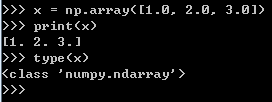 >>> x = np.array([1.0, 2.0, 3.0])
>>> print(x)
[1. 2. 3.]
>>> type(x)
<class 'numpy.ndarray'>
>>>